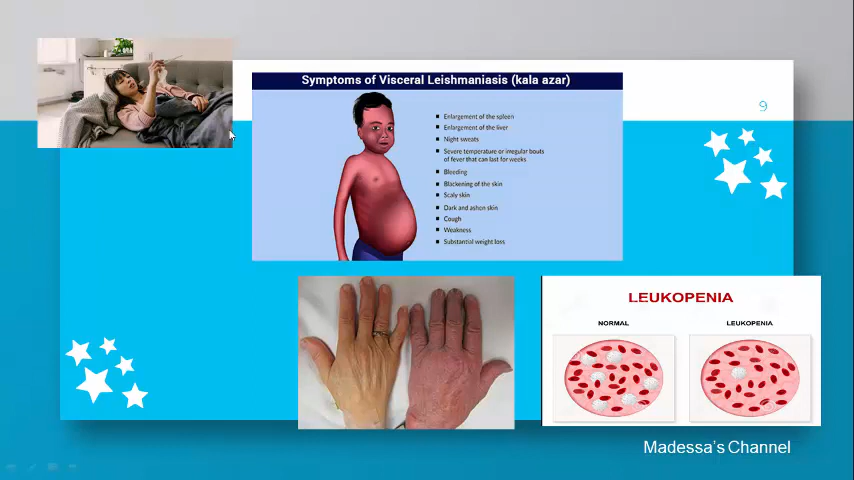 Symptoms of Visceral Leishmaniasis (kala azar)
9
Enlargement of the spleen
Enlargement of the liver
Night sweats
Severe temperature or irregular bouts
of fever that can last for weeks
Bleeding
Blackening of the skin
Scaly skin
Dark and ashen skin
Cough
Weakness
Substantial weight loss
LEUKOPENIA
NORMAL
LEUKOPENIA
Madessa's Channel